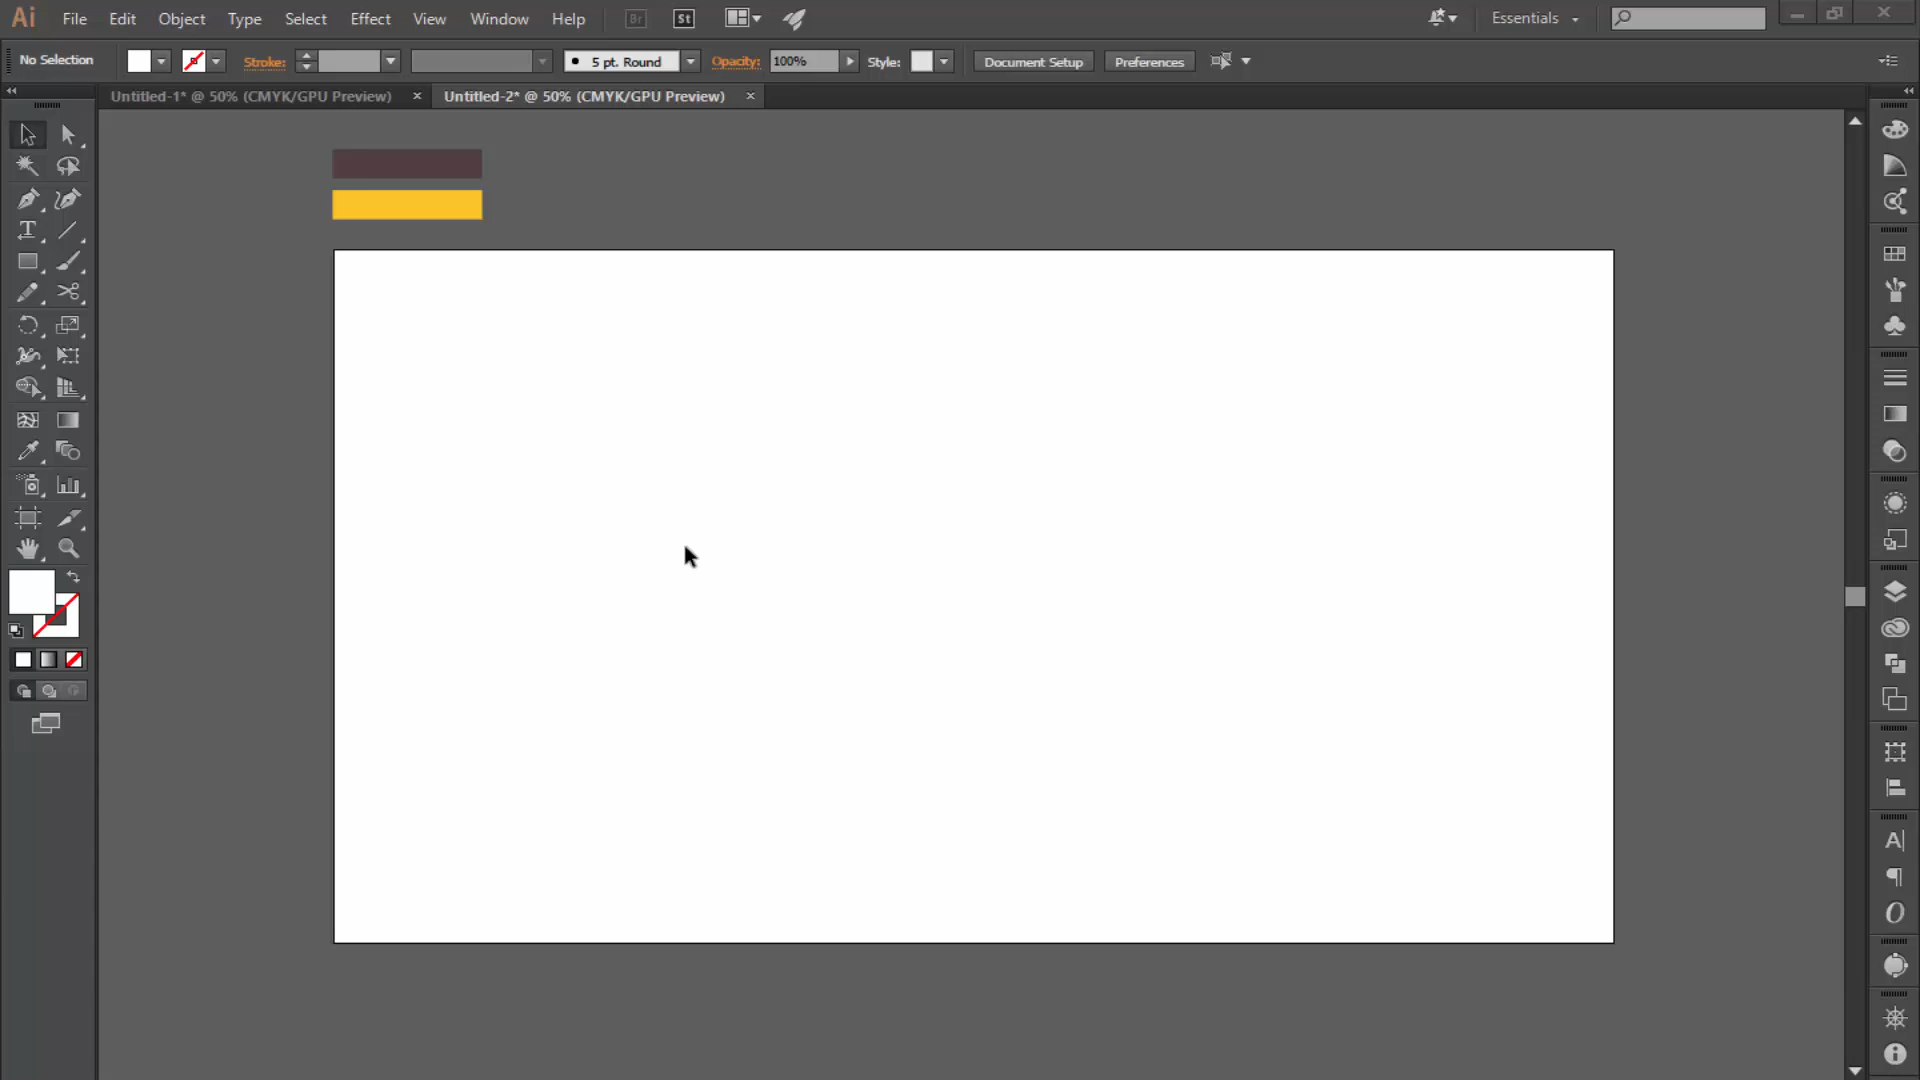 Ai File Edit Object Type Select Effect View Window Help Br St Essentials
No Selection Stroke: 5 pt. Round Opacity: 100% Style: Document Setup Preferences
Untitled-1* @ 50% (CMYK/GPU Preview) × Untitled-2* @ 50% (CMYK/GPU Preview) ×